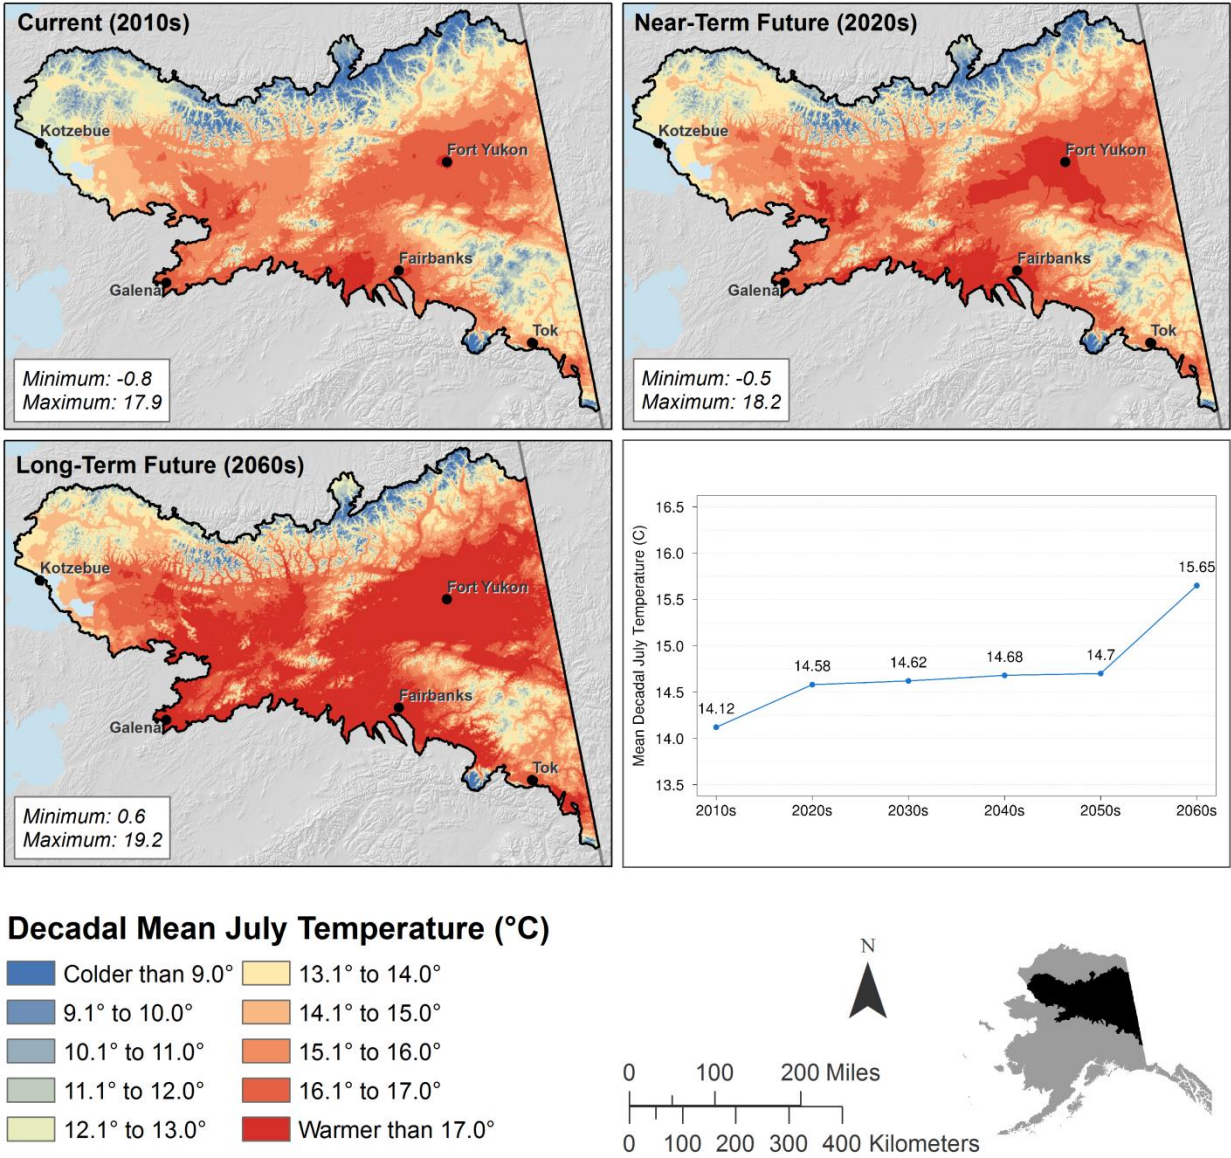 Current (2010s)
Kotzebue
Fort Yukon
Fairbanks
Galena
Tok
Minimum: -0.8
Maximum: 17.9
Near-Term Future (2020s)
Kotzebue
Fort Yukon
Fairbanks
Galena
Tok
Minimum: -0.5
Maximum: 18.2
Long-Term Future (2060s)
Kotzebue
Fort Yukon
Fairbanks
Galena
Tok
Minimum: 0.6
Maximum: 19.2
Mean Decadal July Temperature (C)
16.5
16.0
15.5
15.0
14.5
14.0
13.5
14.12
14.58
14.62
14.68
14.7
15.65
2010s 2020s 2030s 2040s 2050s 2060s
Decadal Mean July Temperature (°C)
Colder than 9.0°
9.1° to 10.0°
10.1° to 11.0°
11.1° to 12.0°
12.1° to 13.0°
13.1° to 14.0°
14.1° to 15.0°
15.1° to 16.0°
16.1° to 17.0°
Warmer than 17.0°
N
0 100 200 Miles
0 100 200 300 400 Kilometers